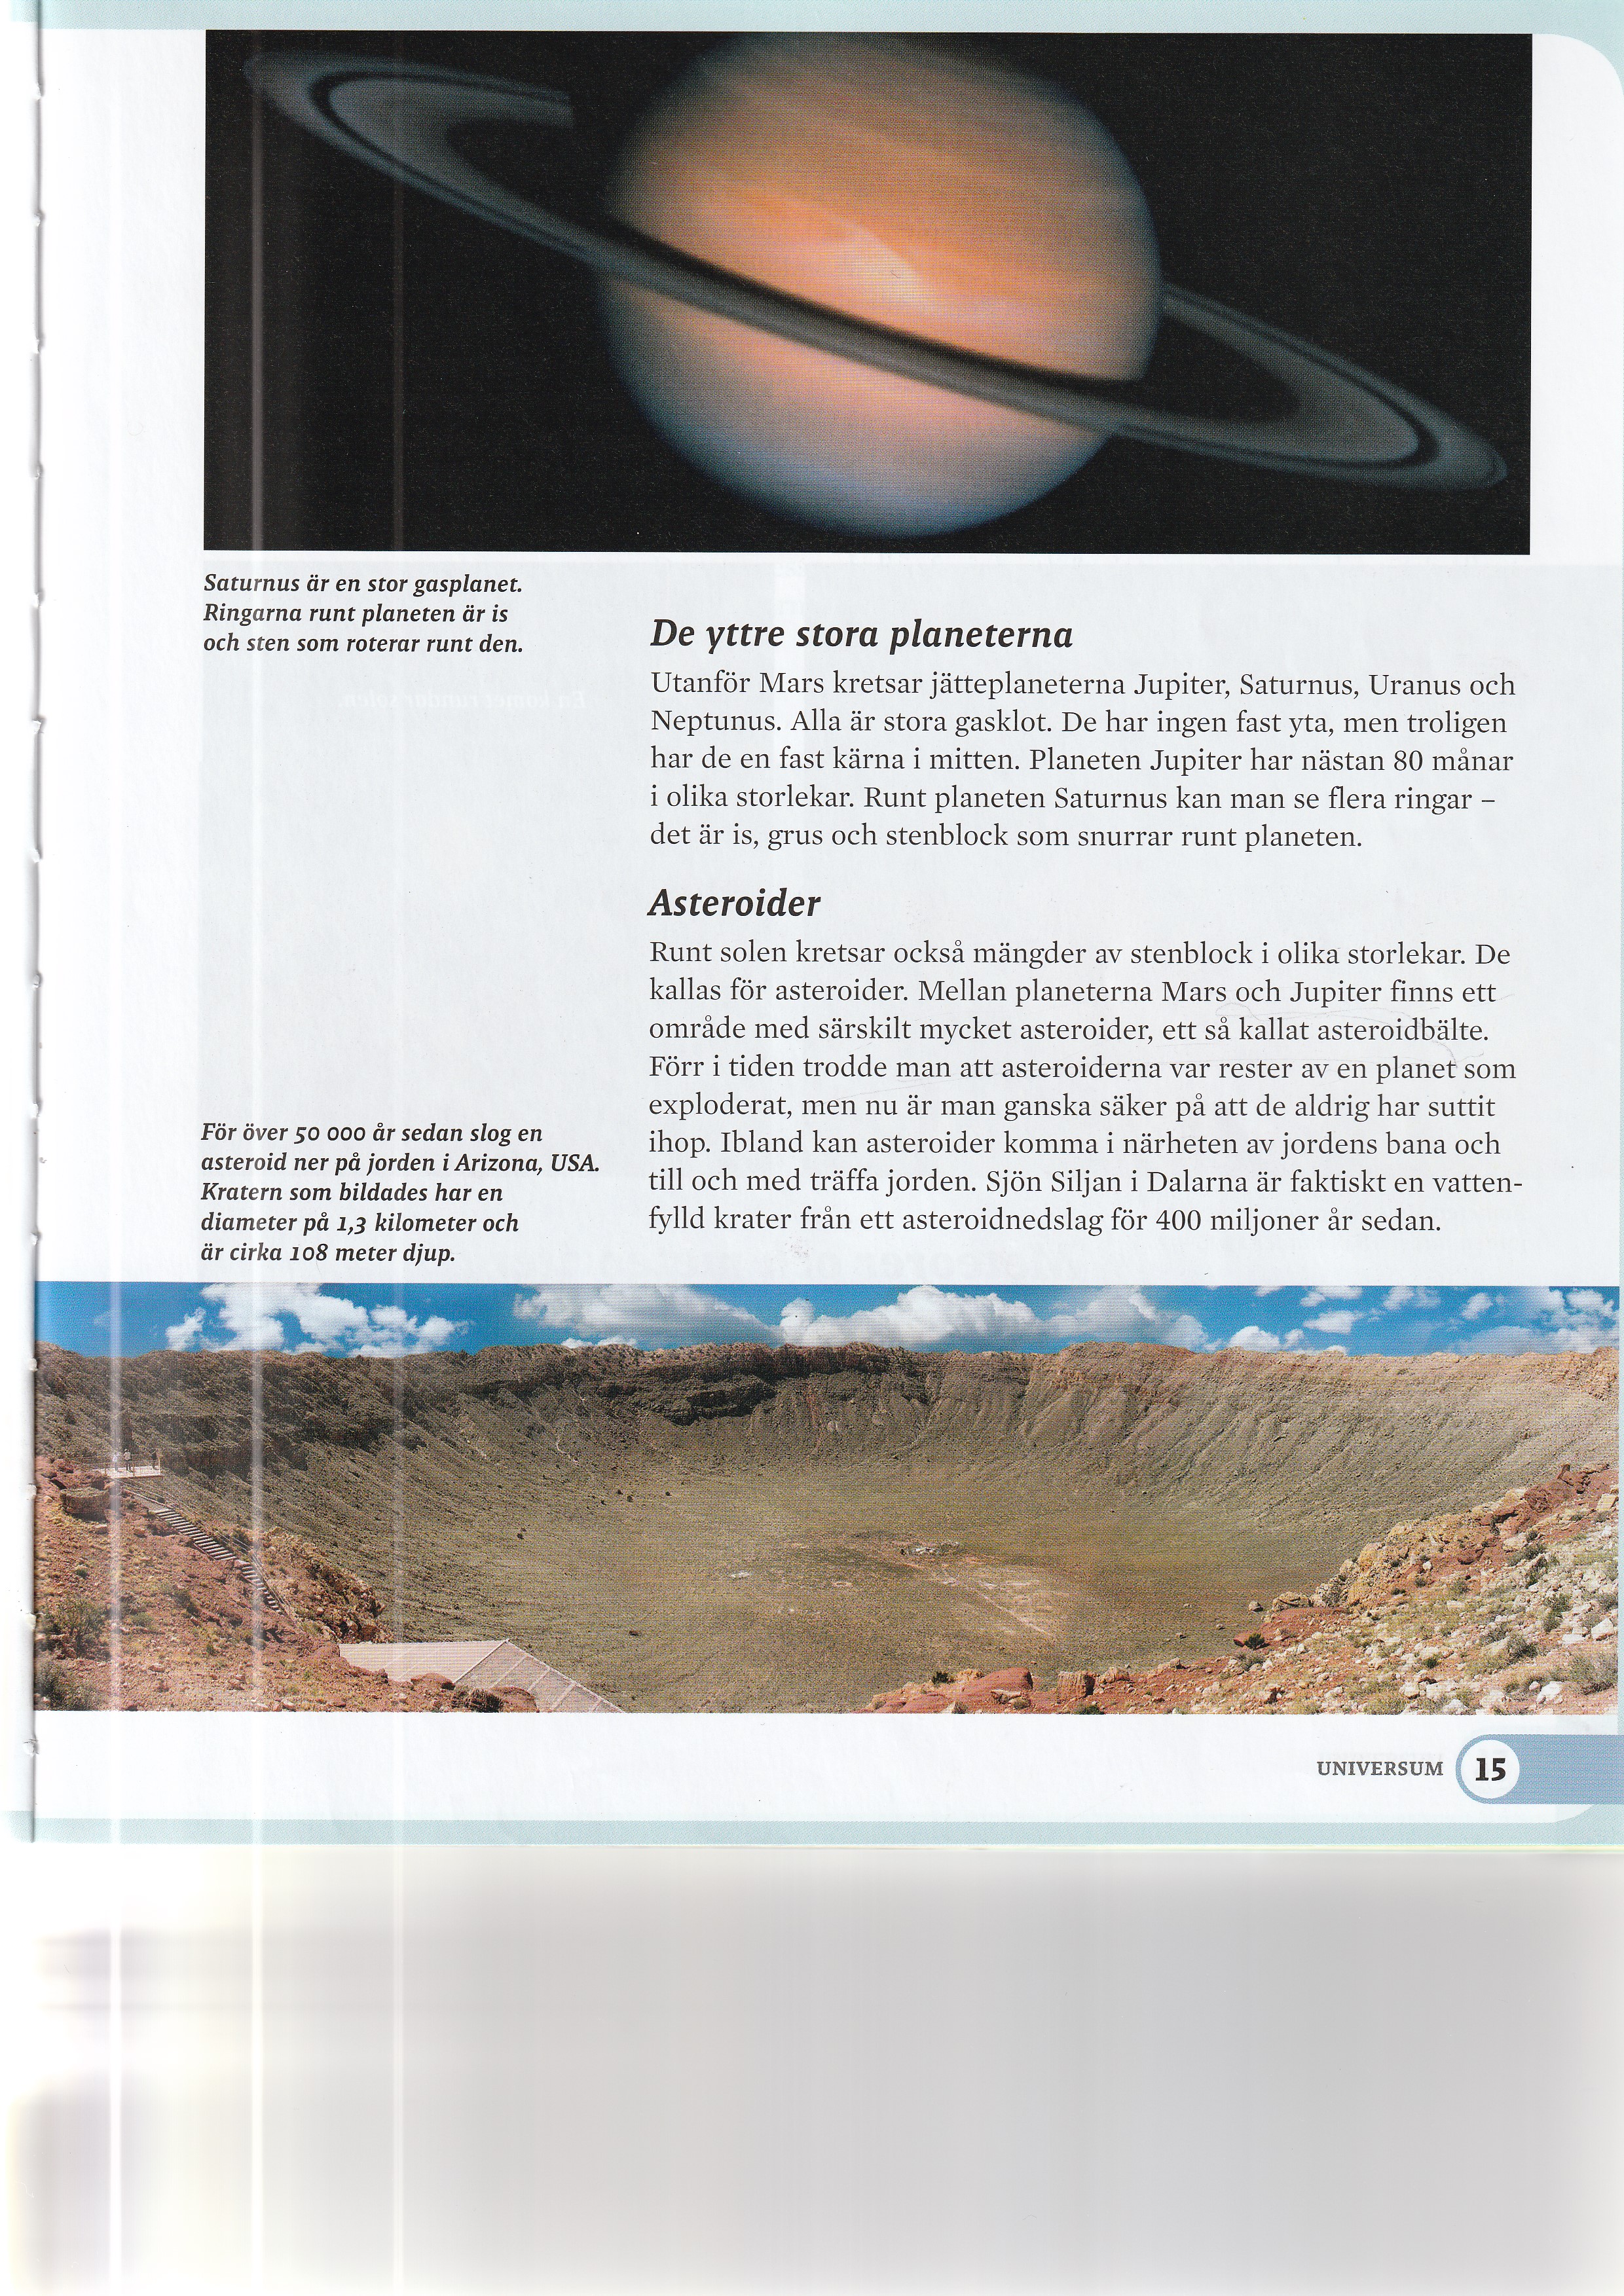 Saturnus är en stor gasplanet.
Ringarna runt planeten är is
och sten som roterar runt den.
De yttre stora planeterna
Utanför Mars kretsar jätteplaneterna Jupiter, Saturnus, Uranus och
Neptunus. Alla är stora gasklot. De har ingen fast yta, men troligen
har de en fast kärna i mitten. Planeten Jupiter har nästan 80 månar
i olika storlekar. Runt planeten Saturnus kan man se flera ringar –
det är is, grus och stenblock som snurrar runt planeten.
Asteroider
Runt solen kretsar också mängder av stenblock i olika storlekar. De
kallas för asteroider. Mellan planeterna Mars och Jupiter finns ett
område med särskilt mycket asteroider, ett så kallat asteroidbälte.
Förr i tiden trodde man att asteroiderna var rester av en planet som
exploderat, men nu är man ganska säker på att de aldrig har suttit
ihop. Ibland kan asteroider komma i närheten av jordens bana och
till och med träffa jorden. Sjön Siljan i Dalarna är faktiskt en vatten-
fylld krater från ett asteroidnedslag för 400 miljoner år sedan.
För över 50 000 år sedan slog en
asteroid ner på jorden i Arizona, USA.
Kratern som bildades har en
diameter på 1,3 kilometer och
är cirka 108 meter djup.
UNIVERSUM 15